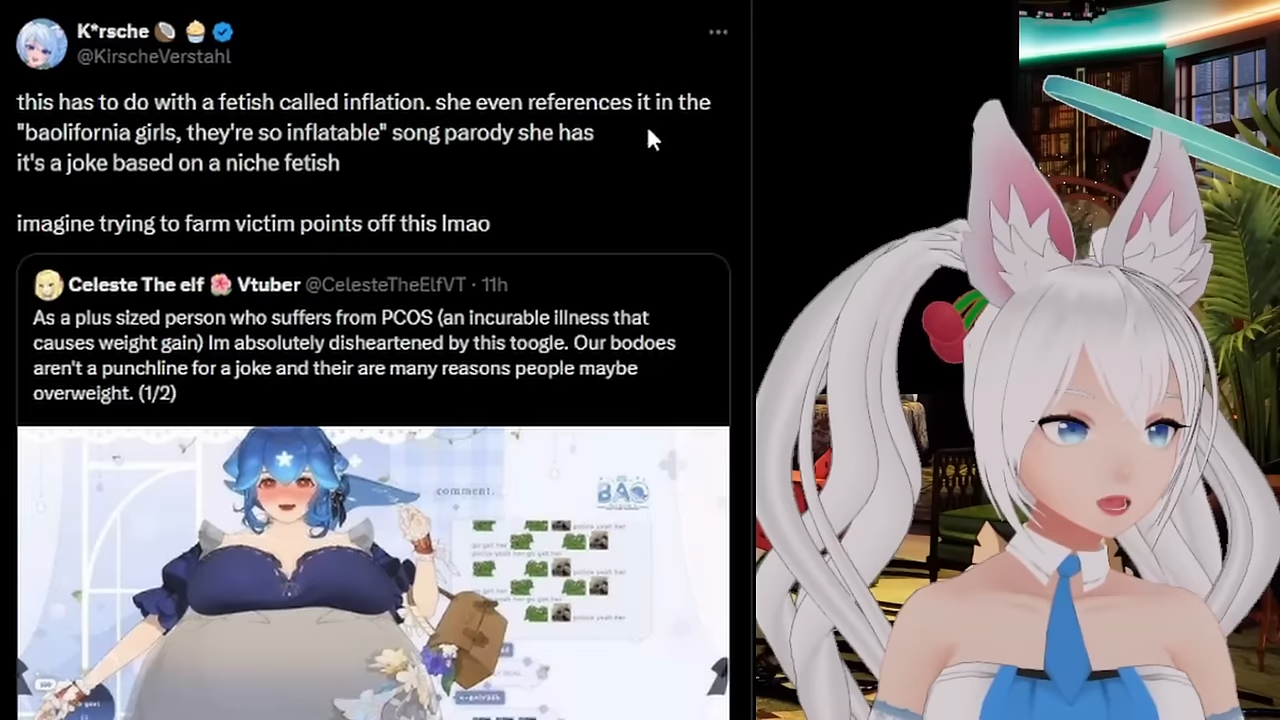 K*rsche
@KirscheVerstahl
this has to do with a fetish called inflation. she even references it in the
"baolifornia girls, they're so inflatable" song parody she has
it's a joke based on a niche fetish
imagine trying to farm victim points off this lmao
Celeste The elf Vtuber @CelesteTheElfVT · 11h
As a plus sized person who suffers from PCOS (an incurable illness that
causes weight gain) Im absolutely disheartened by this toogle. Our bodoes
aren't a punchline for a joke and their are many reasons people maybe
overweight. (1/2)
comment.
BAO